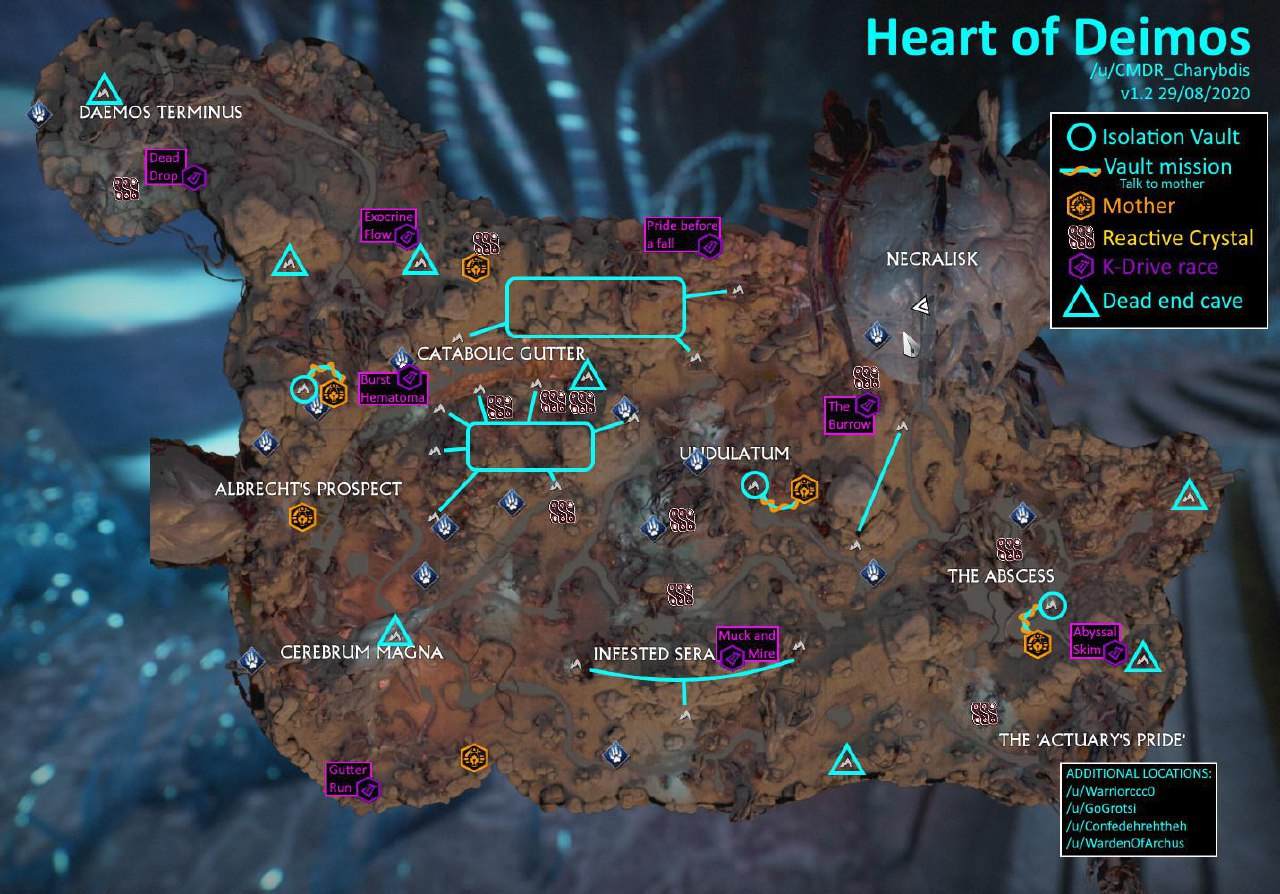 Heart of Deimos
/u/CMDR_Charybdis
v1.2 29/08/2020
Isolation Vault
Vault mission
Talk to mother
Mother
Reactive Crystal
K-Drive race
Dead end cave
DAEMOS TERMINUS
Dead
Drop
Exocrine
Flow
Pride before
a fall
NECRALISK
CATABOLIC GUTTER
Burst
Hematoma
The
Burrow
UNDULATUM
ALBRECHT'S PROSPECT
THE ABSCESS
CEREBRUM MAGNA
INFESTED SERA
Muck and
Mire
Abyssal
Skim
THE 'ACTUARY'S PRIDE'
Gutter
Run
ADDITIONAL LOCATIONS:
/u/Warriorccc0
/u/GoGrotsi
/u/Confedehrehtheh
/u/WardenOfArchus